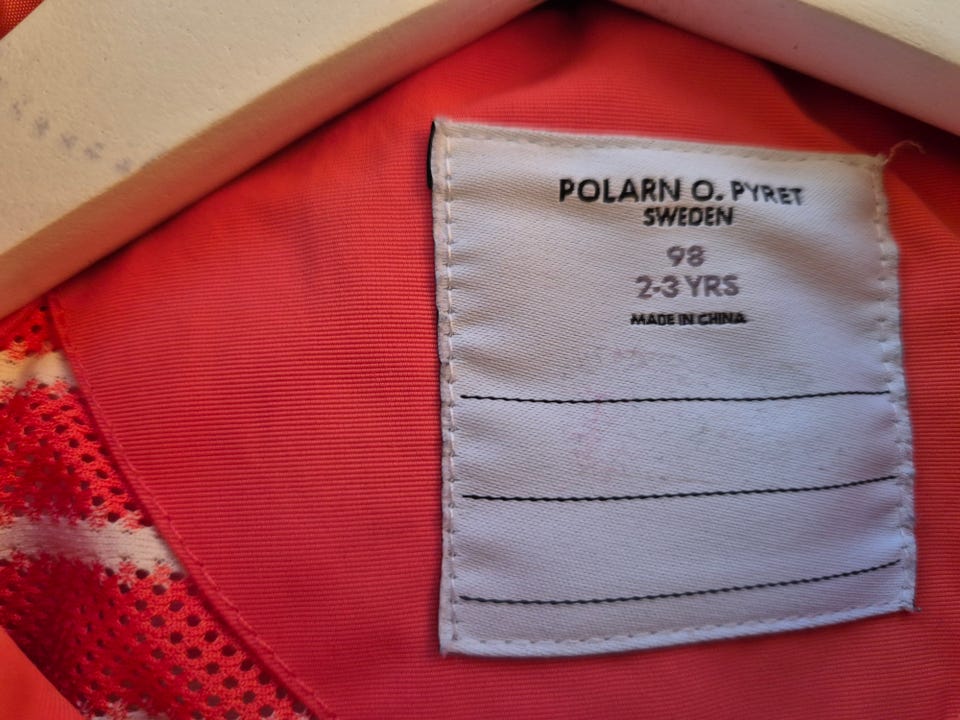 POLARN O. PYRET
SWEDEN
98
2-3 YRS
MADE IN CHINA